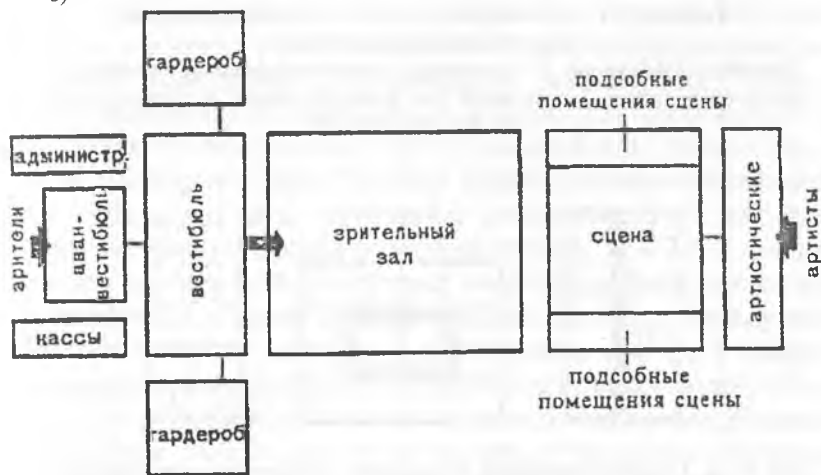 гардероб
подсобные
помещения сцены
администр.
зрители
аван-
вестибюль
вестибюль
зрительный
зал
сцена
артистические
артисты
кассы
подсобные
помещения сцены
гардероб